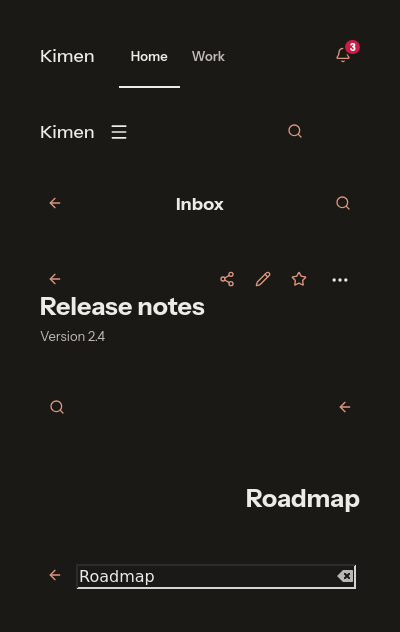 Kimen Home Work 3
Kimen
Inbox
Release notes
Version 2.4
Roadmap
Roadmap